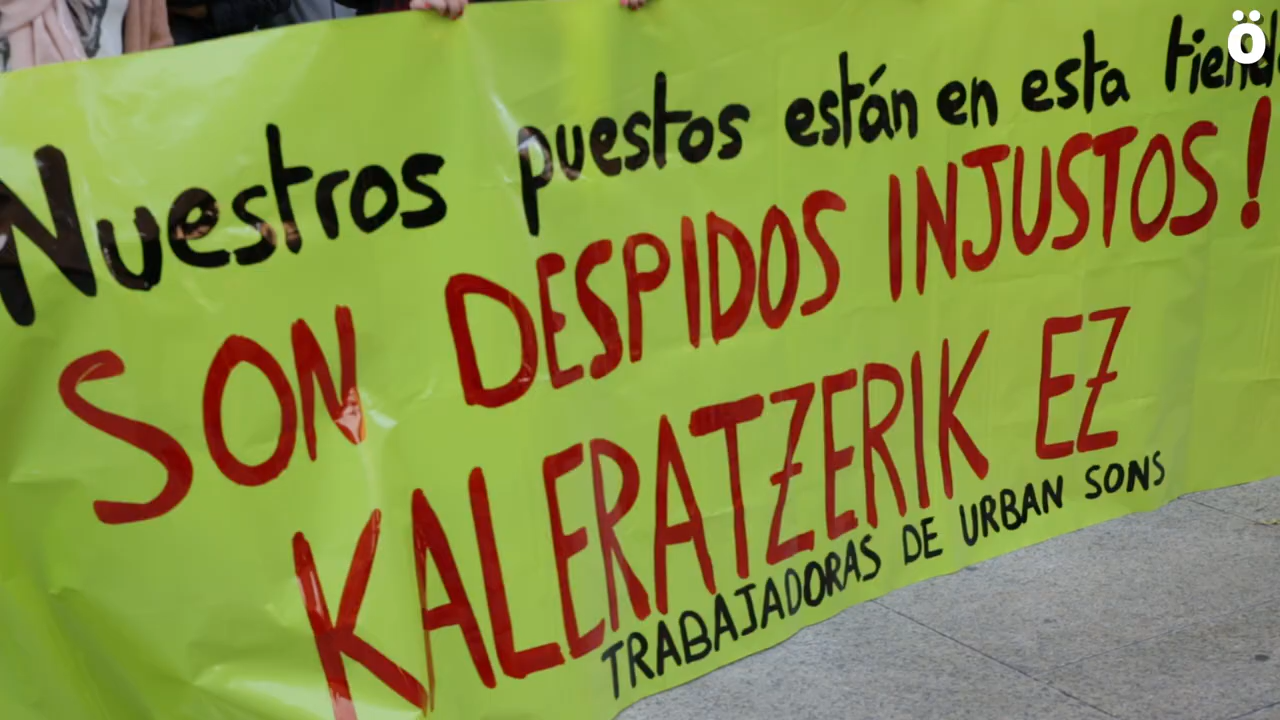 Nuestros puestos están en esta tienda
SON DESPIDOS INJUSTOS!
KALERATZERIK EZ
TRABAJADORAS DE URBAN SONS
ö